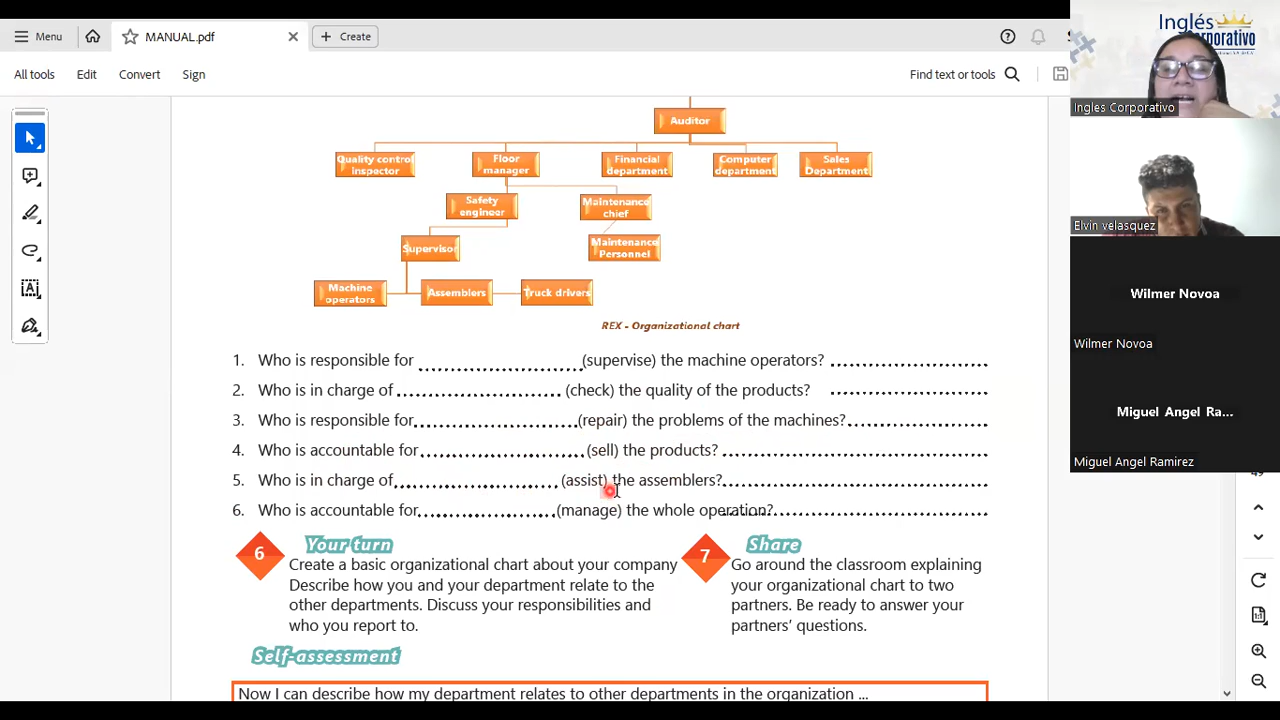 Menu
MANUAL.pdf
Create
All tools
Edit
Convert
Sign
Find text or tools
Inglés
Corporativo
Ingles Corporativo
Elvin velasquez
Wilmer Novoa
Wilmer Novoa
Miguel Angel Ra...
Miguel Angel Ramirez
Auditor
Quality control inspector
Floor manager
Financial department
Computer department
Sales Department
Safety engineer
Maintenance chief
Supervisor
Maintenance Personnel
Machine operators
Assemblers
Truck drivers
REX - Organizational chart
1. Who is responsible for ............................ (supervise) the machine operators? ............................
2. Who is in charge of ............................ (check) the quality of the products? ............................
3. Who is responsible for ............................ (repair) the problems of the machines? ............................
4. Who is accountable for ............................ (sell) the products? ............................
5. Who is in charge of ............................ (assist) the assemblers? ............................
6. Who is accountable for ............................ (manage) the whole operation? ............................
6 Your turn
Create a basic organizational chart about your company
Describe how you and your department relate to the
other departments. Discuss your responsibilities and
who you report to.
7 Share
Go around the classroom explaining
your organizational chart to two
partners. Be ready to answer your
partners' questions.
Self-assessment
Now I can describe how my department relates to other departments in the organization ...